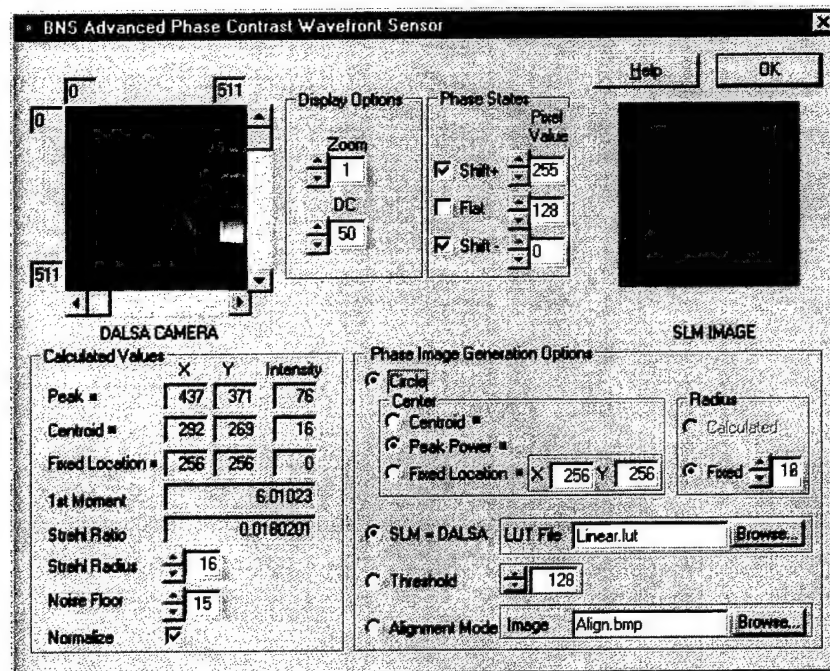 BNS Advanced Phase Contrast Wavefront Sensor
Help OK
0 511
0
511
DALSA CAMERA
Display Options
Zoom
1
DC
50
Phase States
Pixel Value
Shift+ 255
Flat 128
Shift - 0
SLM IMAGE
Calculated Values
X Y Intensity
Peak = 437 371 76
Centroid = 292 269 16
Fixed Location = 256 256 0
1st Moment 6.01023
Strehl Ratio 0.0180201
Strehl Radius 16
Noise Floor 15
Normalize
Phase Image Generation Options
Circle
Center
Centroid =
Peak Power =
Fixed Location = X 256 Y 256
Radius
Calculated
Fixed 18
SLM = DALSA LUT File Linear.lut Browse...
Threshold 128
Alignment Mode Image Align.bmp Browse...